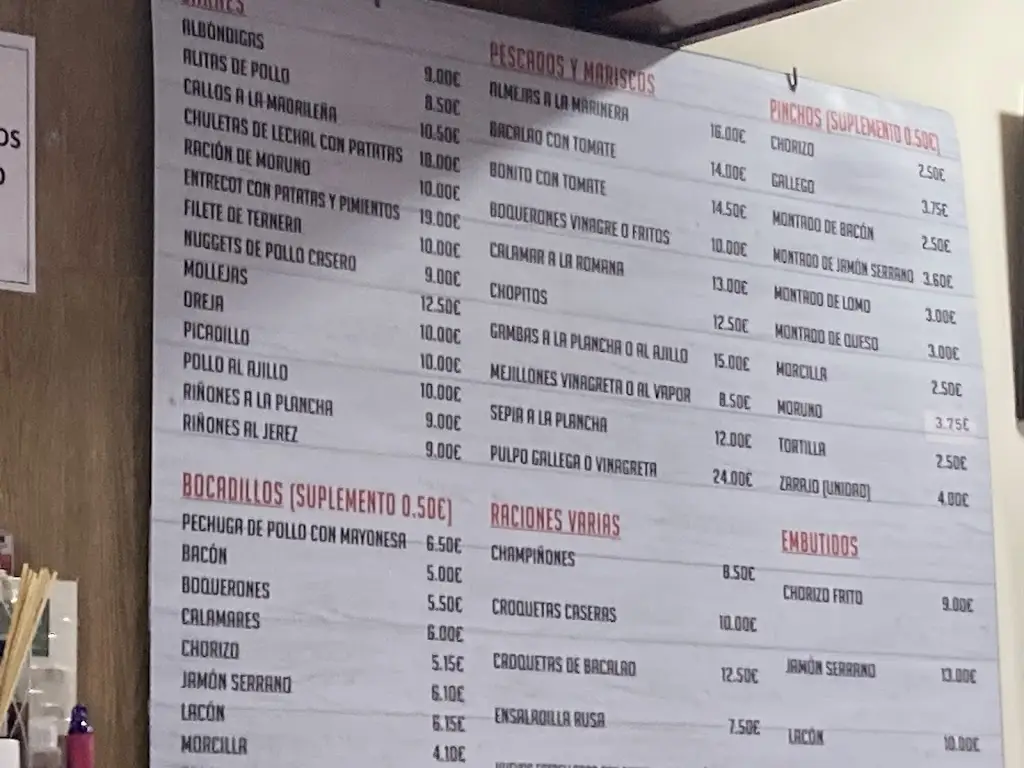 CARNES
ALBÓNDIGAS 9.00€
ALITAS DE POLLO 8.50€
CALLOS A LA MADRILEÑA 10.50€
CHULETAS DE LECHAL CON PATATAS 18.00€
RACIÓN DE MORUNO 10.00€
ENTRECOT CON PATATAS Y PIMIENTOS 19.00€
FILETE DE TERNERA 10.00€
NUGGETS DE POLLO CASERO 9.00€
MOLLEJAS 12.50€
OREJA 10.00€
PICADILLO 10.00€
POLLO AL AJILLO 10.00€
RIÑONES A LA PLANCHA 9.00€
RIÑONES AL JEREZ 9.00€
BOCADILLOS (SUPLEMENTO 0.50€)
PECHUGA DE POLLO CON MAYONESA 6.50€
BACÓN 5.00€
BOQUERONES 5.50€
CALAMARES 6.00€
CHORIZO 5.15€
JAMÓN SERRANO 6.10€
LACÓN 6.15€
MORCILLA 4.10€
PESCADOS Y MARISCOS
ALMEJAS A LA MARINERA 16.00€
BACALAO CON TOMATE 14.00€
BONITO CON TOMATE 14.50€
BOQUERONES VINAGRE O FRITOS 10.00€
CALAMAR A LA ROMANA 13.00€
CHOPITOS 12.50€
GAMBAS A LA PLANCHA O AL AJILLO 15.00€
MEJILLONES VINAGRETA O AL VAPOR 8.50€
SEPIA A LA PLANCHA 12.00€
PULPO GALLEGA O VINAGRETA 24.00€
RACIONES VARIAS
CHAMPIÑONES 8.50€
CROQUETAS CASERAS 10.00€
CROQUETAS DE BACALAO 12.50€
ENSALADILLA RUSA 7.50€
PINCHOS (SUPLEMENTO 0.50€)
CHORIZO 2.50€
GALLEGO 3.75€
MONTADO DE BACÓN 2.50€
MONTADO DE JAMÓN SERRANO 3.60€
MONTADO DE LOMO 3.00€
MONTADO DE QUESO 3.00€
MORCILLA 2.50€
MORUNO 3.75€
TORTILLA 2.50€
ZARAJO (UNIDAD) 4.00€
EMBUTIDOS
CHORIZO FRITO 9.00€
JAMÓN SERRANO 13.00€
LACÓN 10.00€